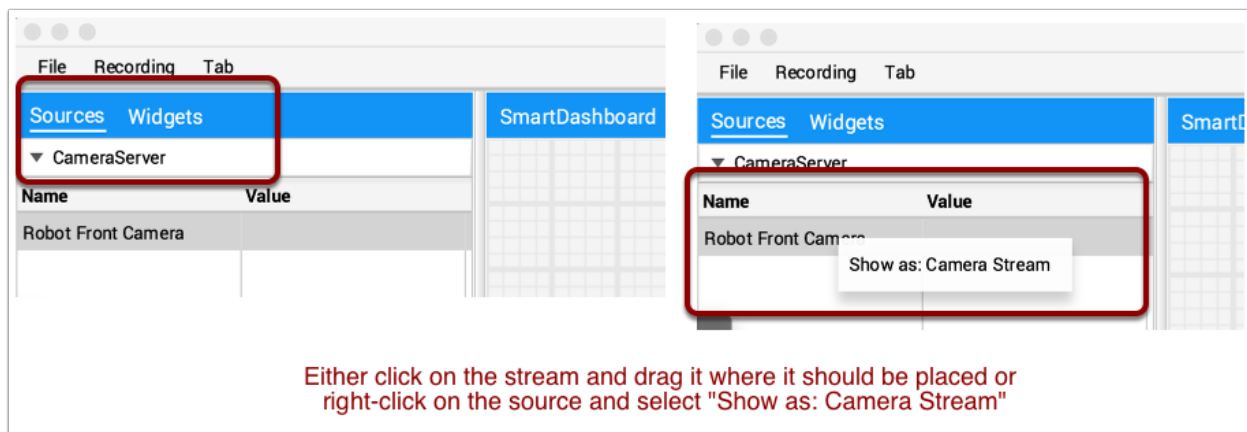 File Recording Tab
Sources Widgets
SmartDashboard
CameraServer
Name Value
Robot Front Camera
File Recording Tab
Sources Widgets
CameraServer
Name Value
Robot Front Camera
Show as: Camera Stream
Either click on the stream and drag it where it should be placed or
right-click on the source and select "Show as: Camera Stream"